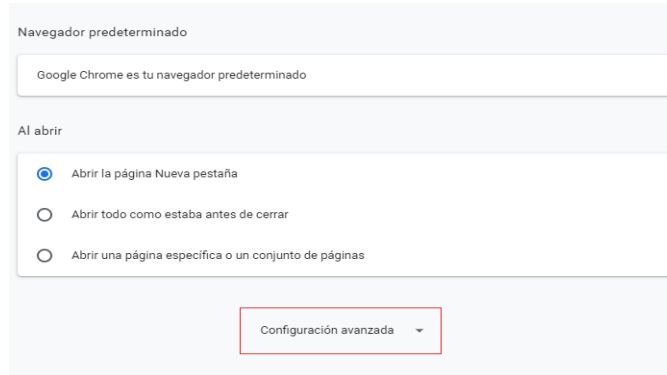 Navegador predeterminado
Google Chrome es tu navegador predeterminado
Al abrir
Abrir la página Nueva pestaña
Abrir todo como estaba antes de cerrar
Abrir una página específica o un conjunto de páginas
Configuración avanzada